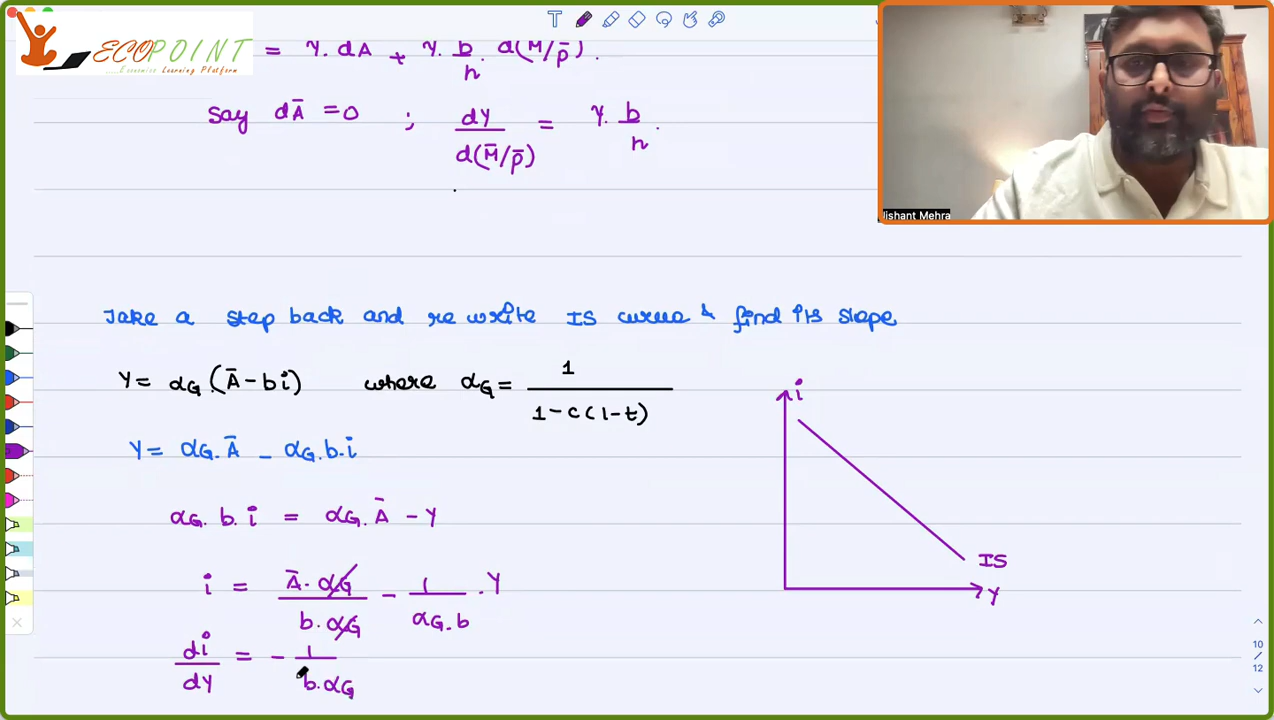 ECOPOINT
.....Economics Learning Platform
= γ. dA + γ. b/h. d(M̄/p̄).
Say dĀ = 0 ; dY/d(M̄/p̄) = γ. b/h.
Nishant Mehra
Take a step back and re write IS curve & find its slope
Y = αG.(Ā - bi) where αG = 1/1-c(1-t)
Y = αG.Ā - αG.b.i
αG. b. i = αG. Ā - Y
i = Ā. αG/b. αG - 1/αG. b . Y
di/dY = - 1/b. αG
i
IS
Y
10
/
12